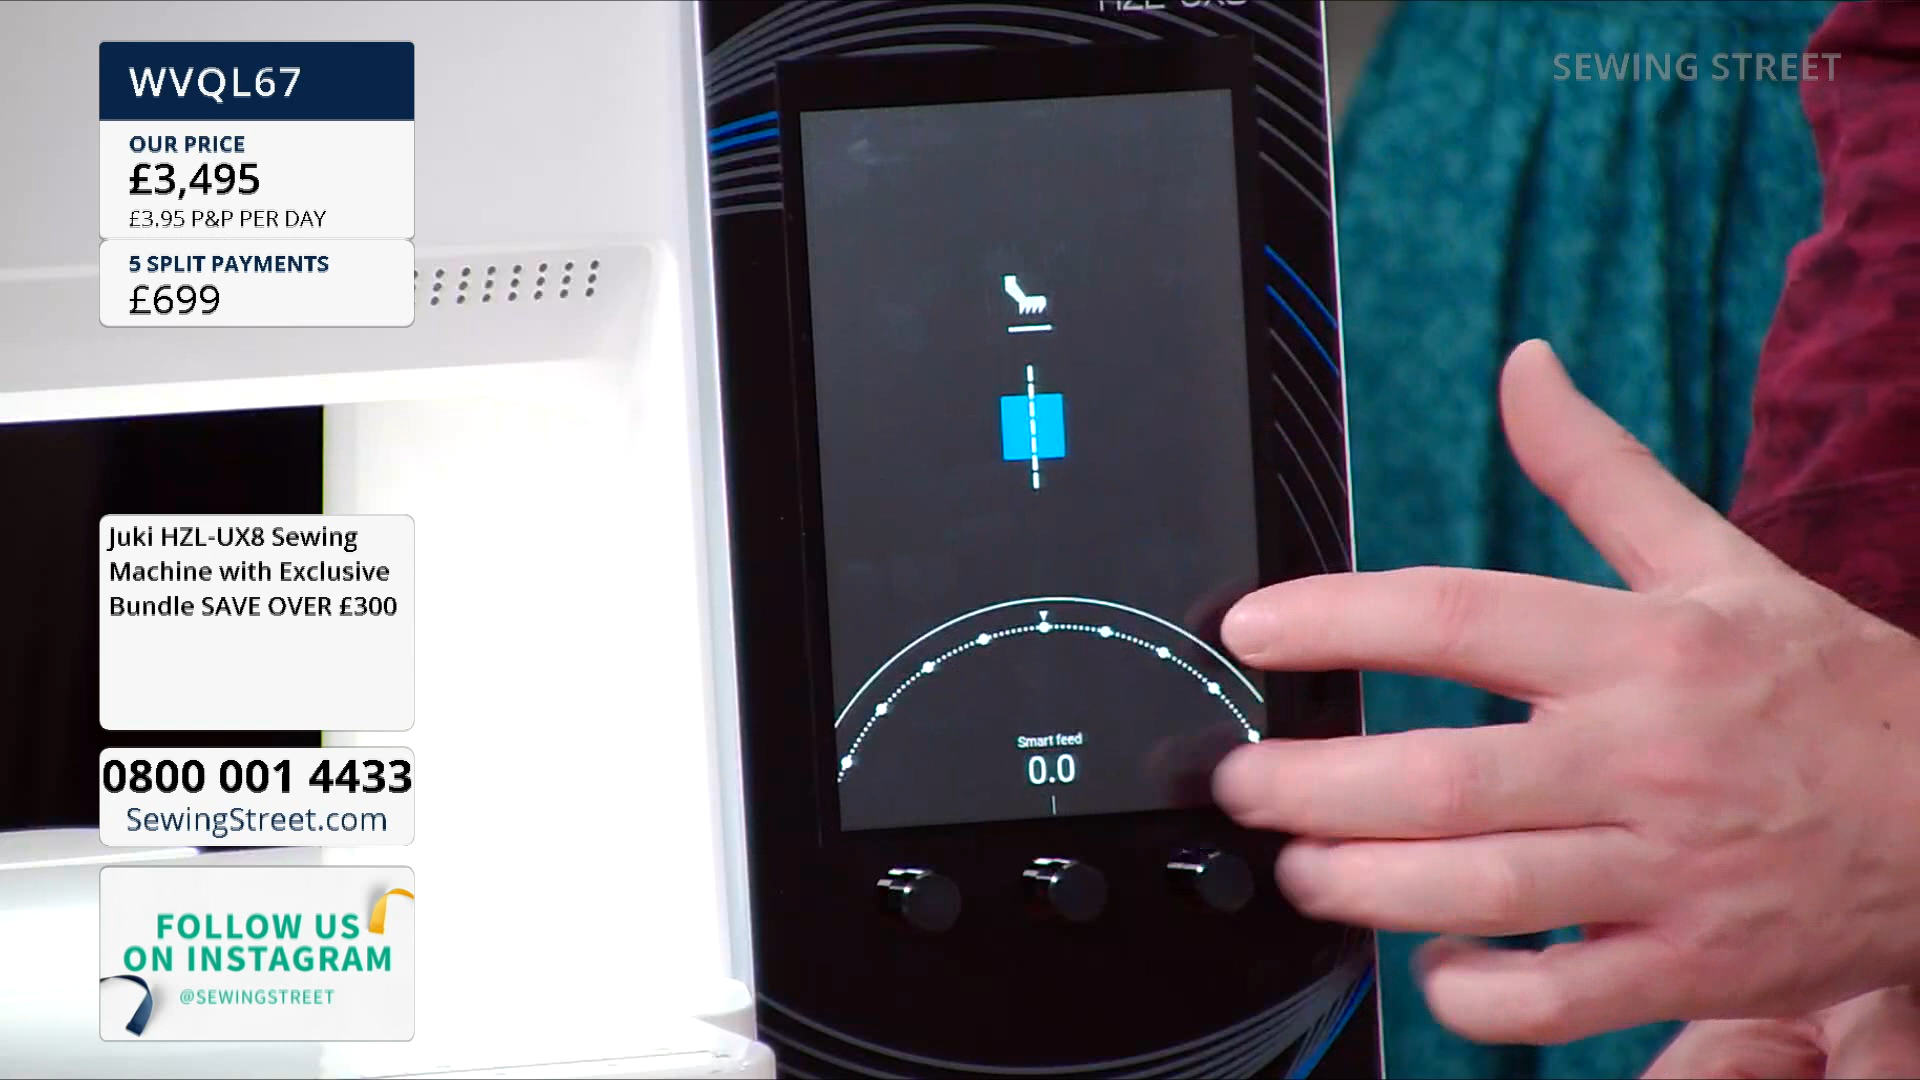 HZL-UX8
WVQL67
OUR PRICE
£3,495
£3.95 P&P PER DAY
5 SPLIT PAYMENTS
£699
SEWING STREET
Juki HZL-UX8 Sewing
Machine with Exclusive
Bundle SAVE OVER £300
Smart feed
0.0
0800 001 4433
SewingStreet.com
FOLLOW US
ON INSTAGRAM
@SEWINGSTREET